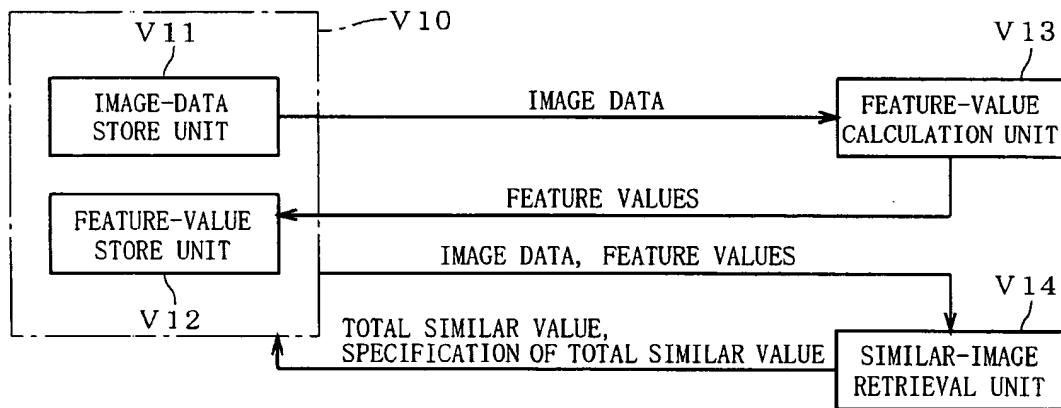 V10
V11
V13
IMAGE-DATA
STORE UNIT
IMAGE DATA
FEATURE-VALUE
CALCULATION UNIT
FEATURE VALUES
FEATURE-VALUE
STORE UNIT
IMAGE DATA, FEATURE VALUES
V12
V14
TOTAL SIMILAR VALUE,
SPECIFICATION OF TOTAL SIMILAR VALUE
SIMILAR-IMAGE
RETRIEVAL UNIT